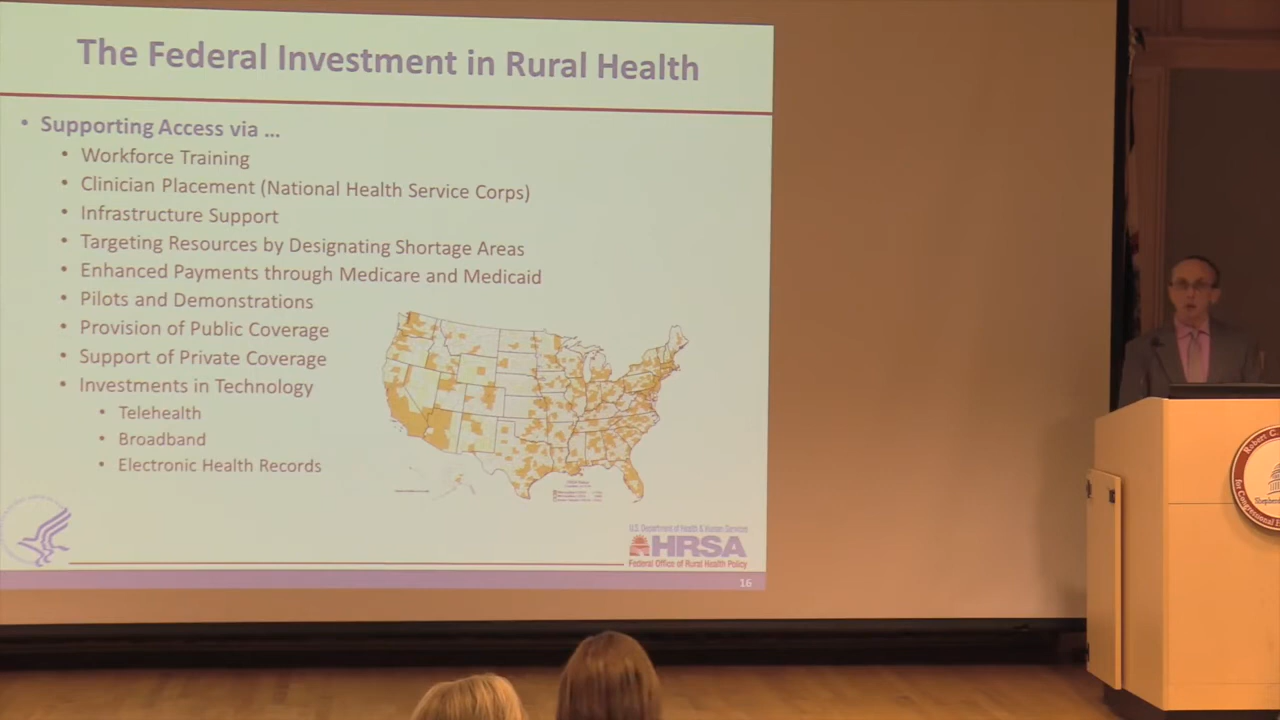 The Federal Investment in Rural Health
• Supporting Access via ...
• Workforce Training
• Clinician Placement (National Health Service Corps)
• Infrastructure Support
• Targeting Resources by Designating Shortage Areas
• Enhanced Payments through Medicare and Medicaid
• Pilots and Demonstrations
• Provision of Public Coverage
• Support of Private Coverage
• Investments in Technology
• Telehealth
• Broadband
• Electronic Health Records
U.S. Department of Health & Human Services
HRSA
Federal Office of Rural Health Policy
16
Robert C.
for Congressional